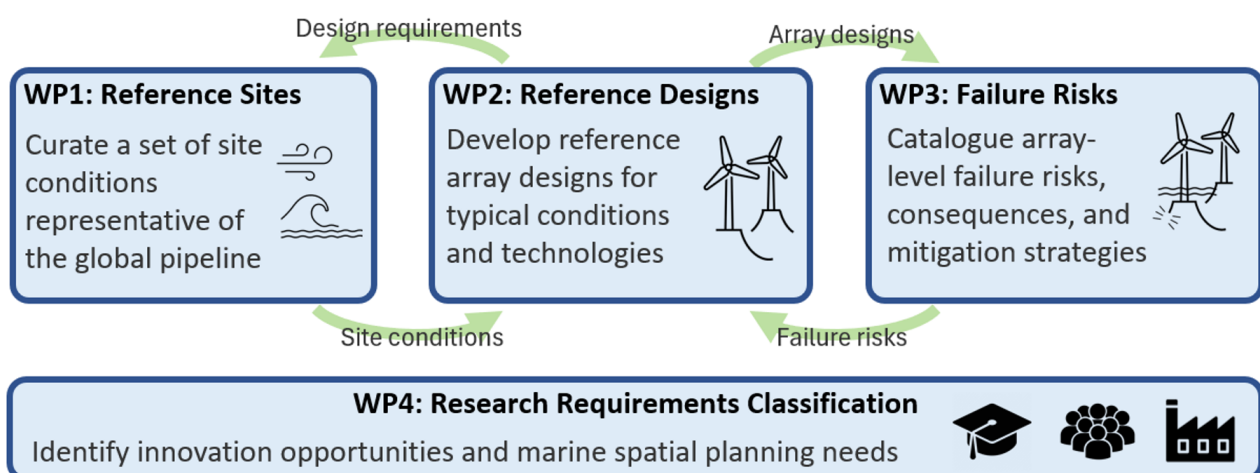 Design requirements
Array designs
WP1: Reference Sites
Curate a set of site
conditions
representative of
the global pipeline
WP2: Reference Designs
Develop reference
array designs for
typical conditions
and technologies
WP3: Failure Risks
Catalogue array-
level failure risks,
consequences, and
mitigation strategies
Site conditions
Failure risks
WP4: Research Requirements Classification
Identify innovation opportunities and marine spatial planning needs